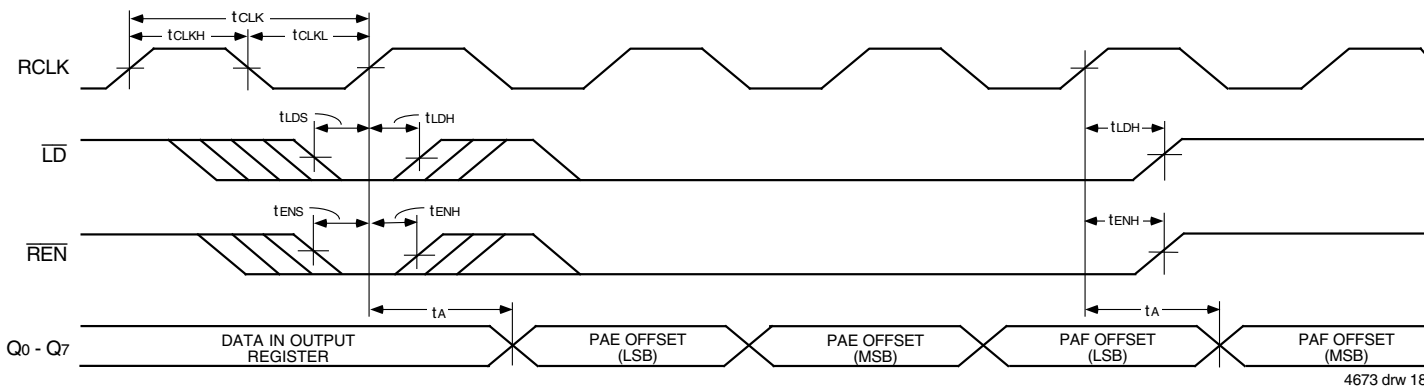 tCLK
tCLKH
tCLKL
RCLK
tLDS
tLDH
tLDH
LD
tENS
tENH
tENH
REN
tA
tA
Q0 - Q7
DATA IN OUTPUT
REGISTER
PAE OFFSET
(LSB)
PAE OFFSET
(MSB)
PAF OFFSET
(LSB)
PAF OFFSET
(MSB)
4673 drw 18